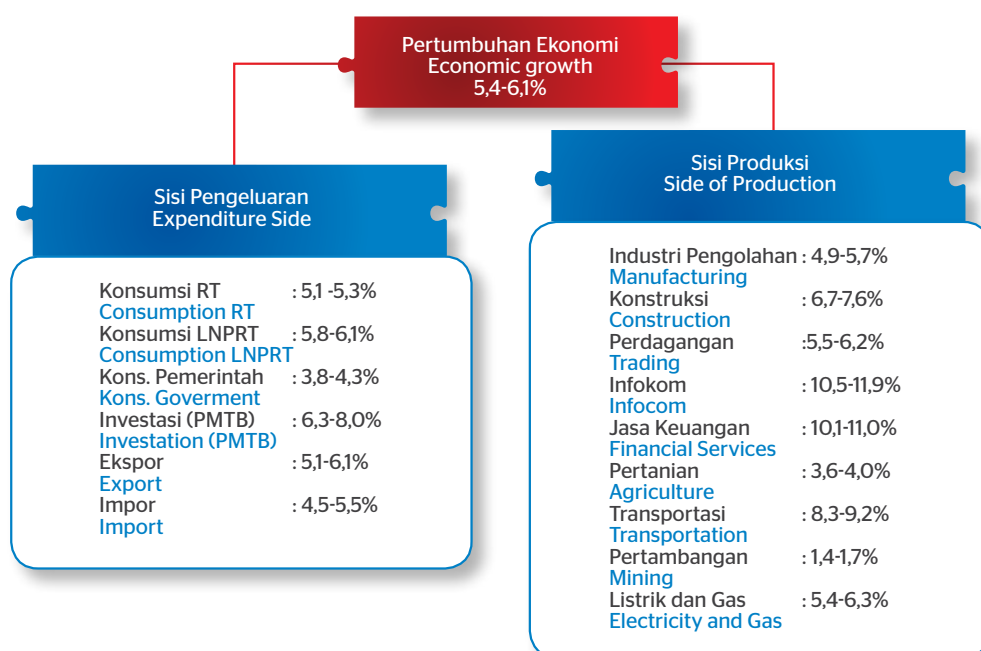 Pertumbuhan Ekonomi
Economic growth
5,4-6,1%
Sisi Pengeluaran
Expenditure Side
Konsumsi RT : 5,1 -5,3%
Consumption RT
Konsumsi LNPRT : 5,8-6,1%
Consumption LNPRT
Kons. Pemerintah : 3,8-4,3%
Kons. Goverment
Investasi (PMTB) : 6,3-8,0%
Investation (PMTB)
Ekspor : 5,1-6,1%
Export
Impor : 4,5-5,5%
Import
Sisi Produksi
Side of Production
Industri Pengolahan : 4,9-5,7%
Manufacturing
Konstruksi : 6,7-7,6%
Construction
Perdagangan :5,5-6,2%
Trading
Infokom : 10,5-11,9%
Infocom
Jasa Keuangan : 10,1-11,0%
Financial Services
Pertanian : 3,6-4,0%
Agriculture
Transportasi : 8,3-9,2%
Transportation
Pertambangan : 1,4-1,7%
Mining
Listrik dan Gas : 5,4-6,3%
Electricity and Gas